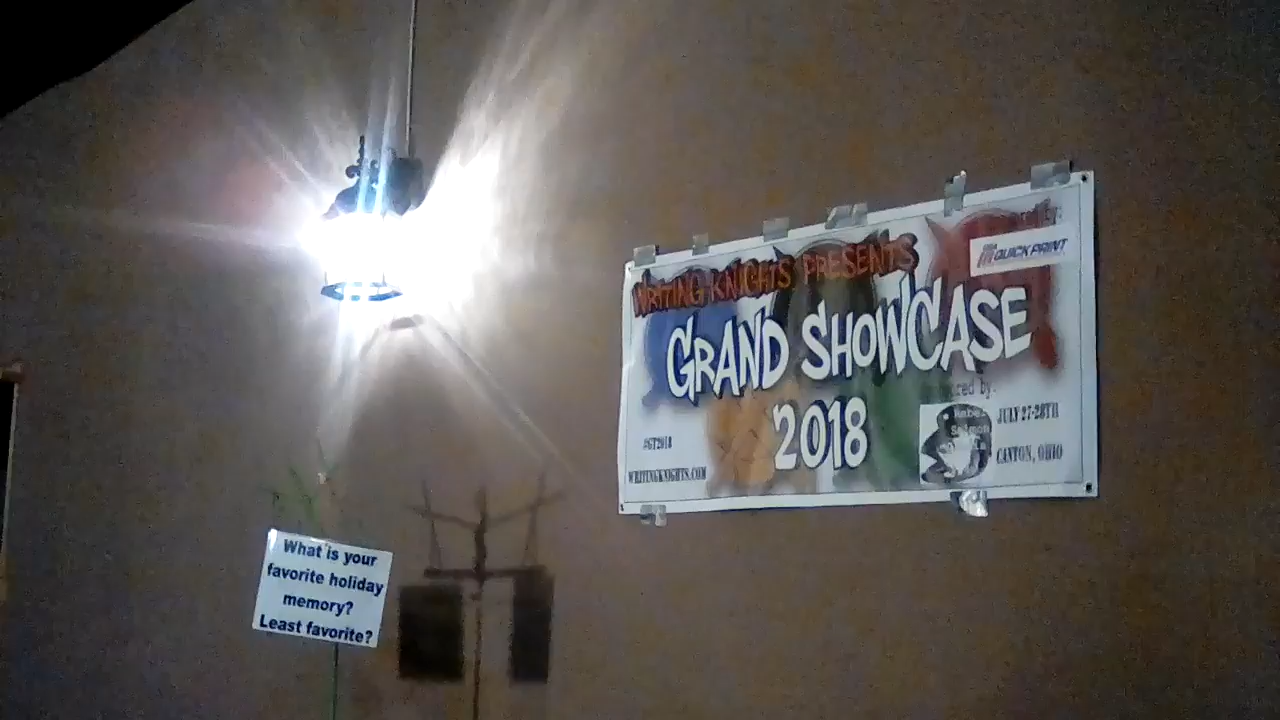 WRITING KNIGHTS PRESENTS
GRAND SHOWCASE
2018
QUICK PRINT
by:
JULY 27-28TH
CANTON, OHIO
#GT2018
WRITINGKNIGHTS.COM
What is your
favorite holiday
memory?
Least favorite?